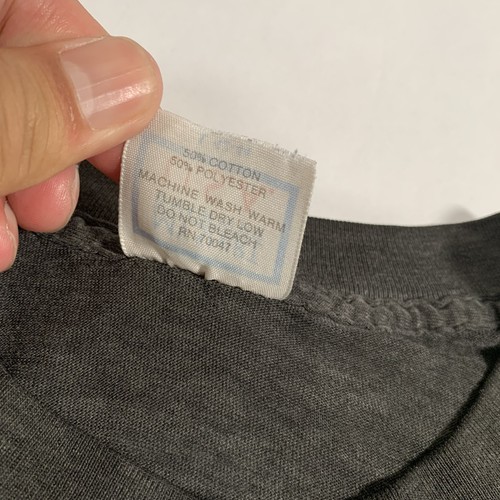 50% COTTON
50% POLYESTER
MACHINE WASH WARM
TUMBLE DRY LOW
DO NOT BLEACH
RN 70047